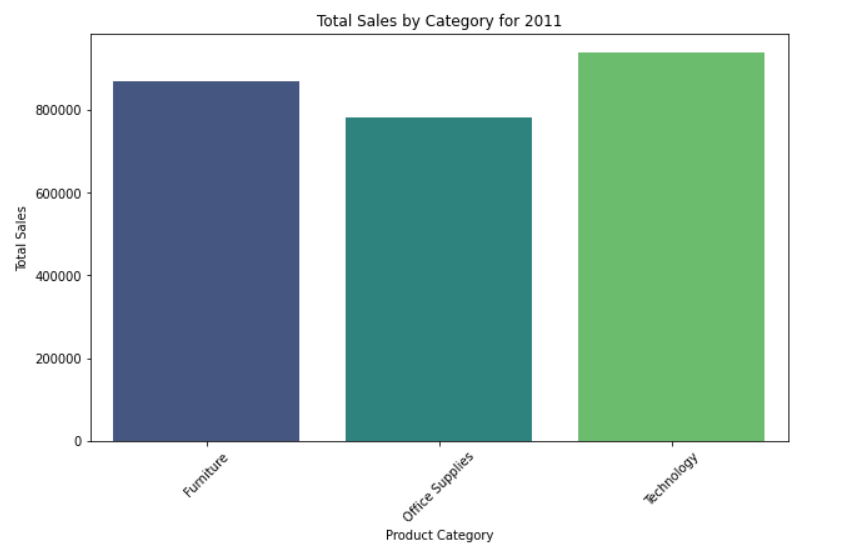 Total Sales by Category for 2011
Total Sales
800000
600000
400000
200000
0
Furniture
Office Supplies
Technology
Product Category